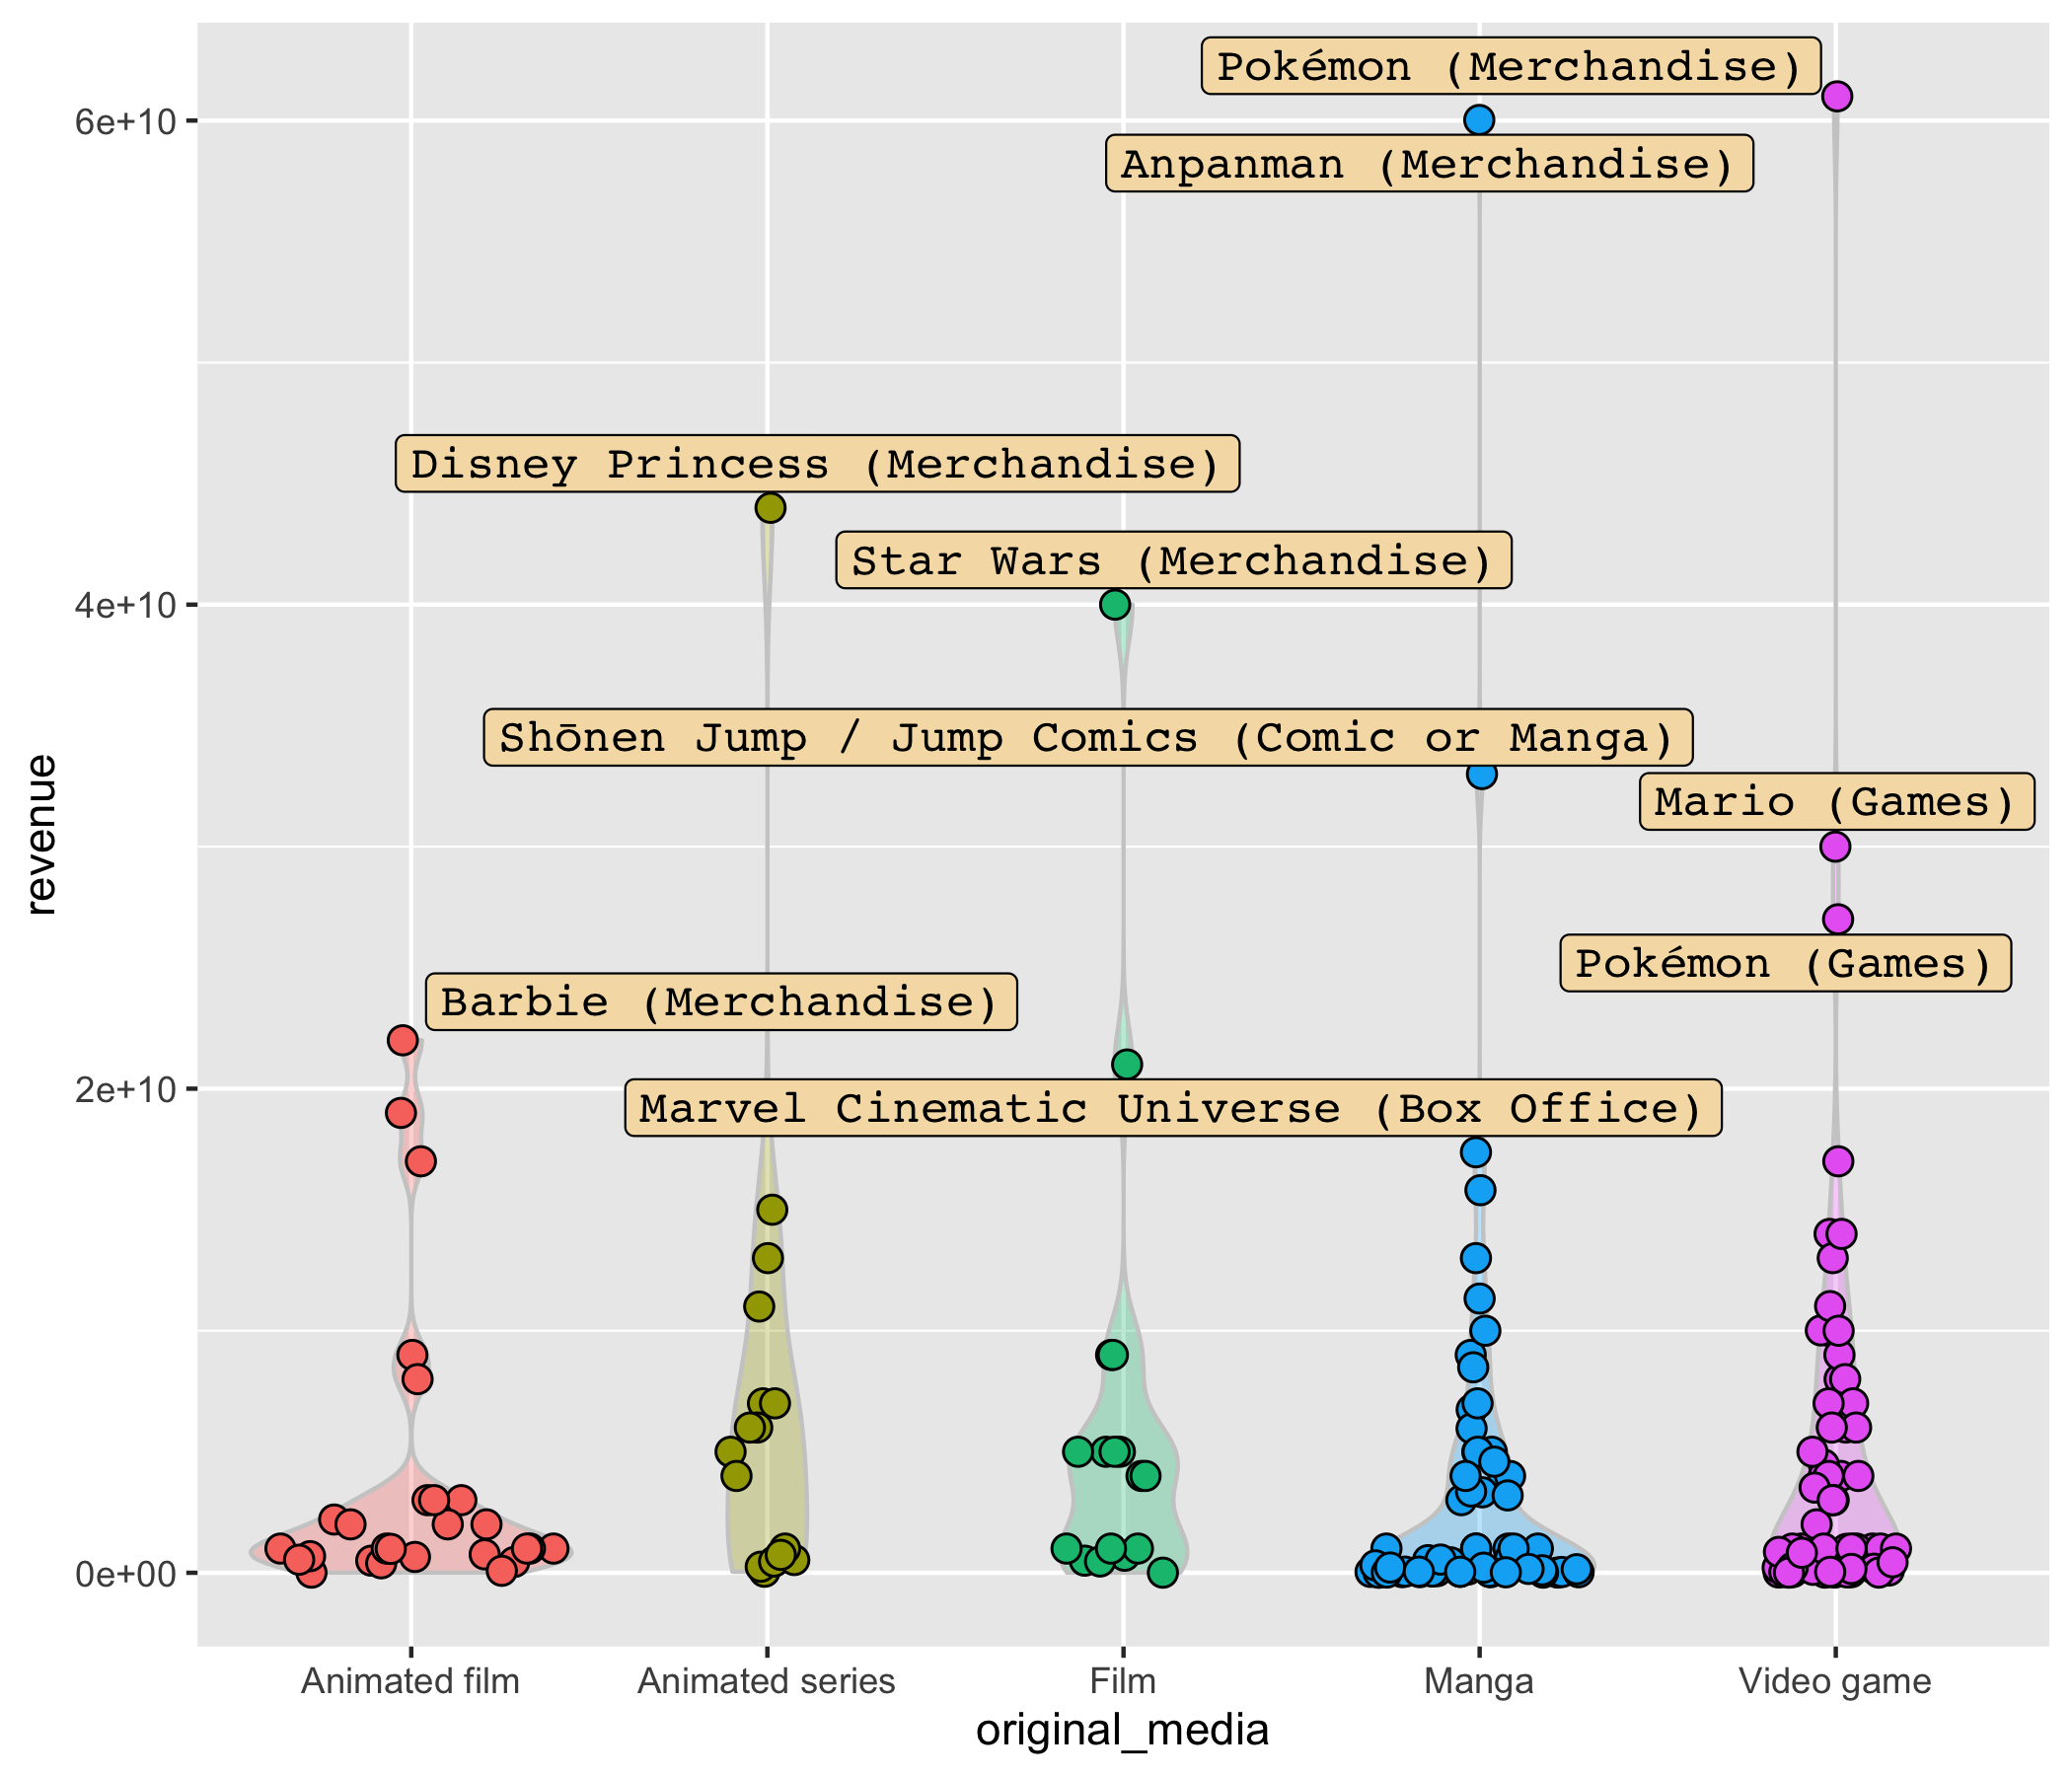 Pokémon (Merchandise)
6e+10
Anpanman (Merchandise)
Disney Princess (Merchandise)
Star Wars (Merchandise)
4e+10
Shōnen Jump / Jump Comics (Comic or Manga)
Mario (Games)
revenue
Pokémon (Games)
Barbie (Merchandise)
2e+10
Marvel Cinematic Universe (Box Office)
0e+00
Animated film
Animated series
Film
Manga
Video game
original_media